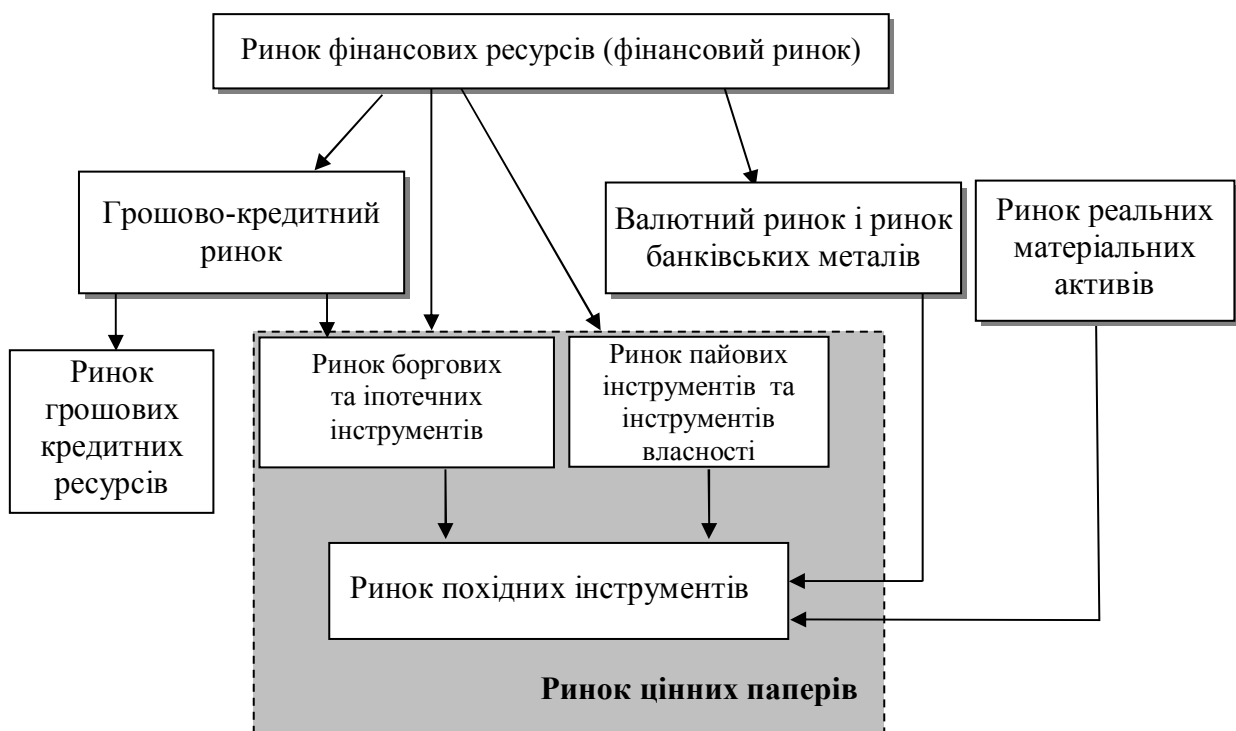 Ринок фінансових ресурсів (фінансовий ринок)
Грошово-кредитний
ринок
Валютний ринок і ринок
банківських металів
Ринок реальних
матеріальних
активів
Ринок
грошових
кредитних
ресурсів
Ринок боргових
та іпотечних
інструментів
Ринок пайових
інструментів та
інструментів
власності
Ринок похідних інструментів
Ринок цінних паперів